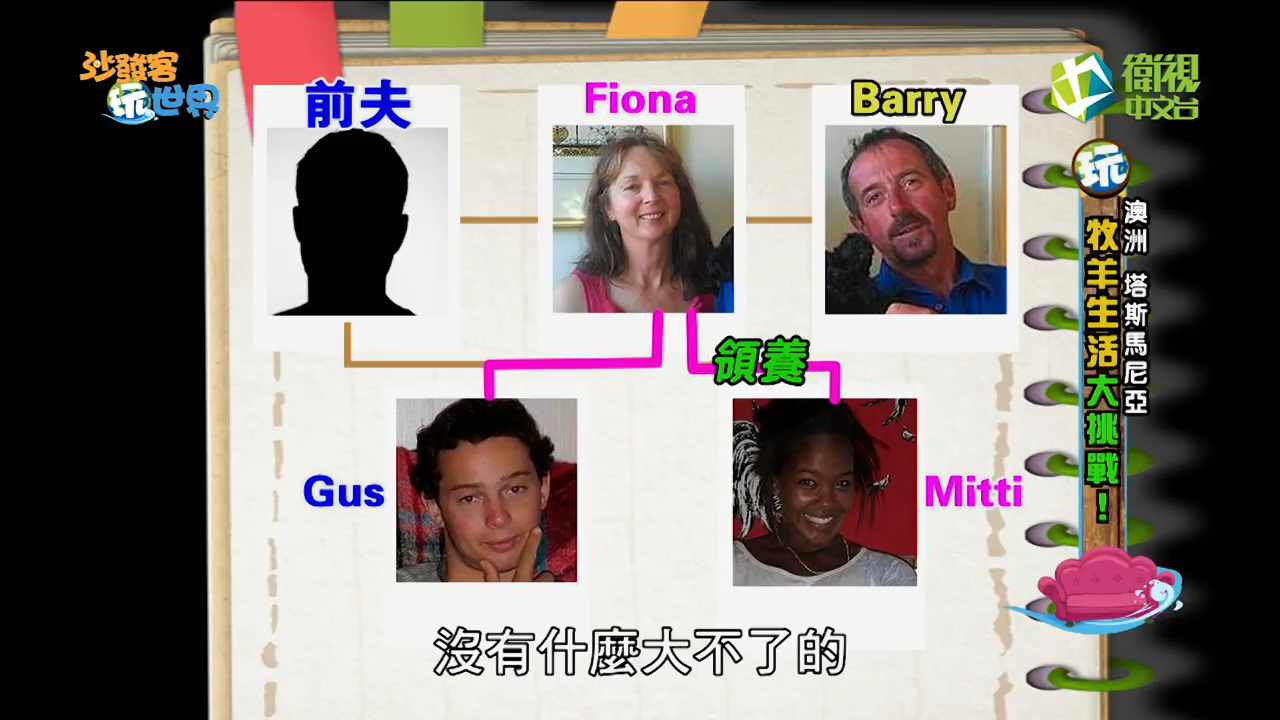 沙發客
玩世界
衛視
中文台
前夫
Fiona
Barry
玩
澳洲 塔斯馬尼亞
牧羊生活大挑戰！
領養
Gus
Mitti
沒有什麼大不了的